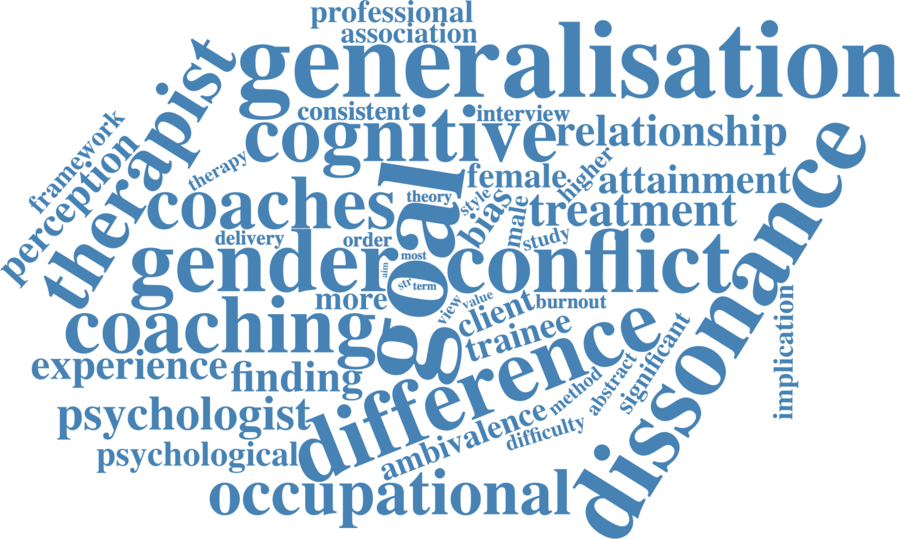 professional
association
generalisation
therapist
consistent
interview
cognitive
relationship
framework
perception
therapy
higher
female
attainment
coaches
theory
style
bias
male
treatment
dissonance
delivery
order
study
gender
goal
most
conflict
aim
str
term
more
view
value
client
burnout
coaching
trainee
implication
experience
finding
difference
significant
abstract
method
psychologist
ambivalence
difficulty
psychological
occupational